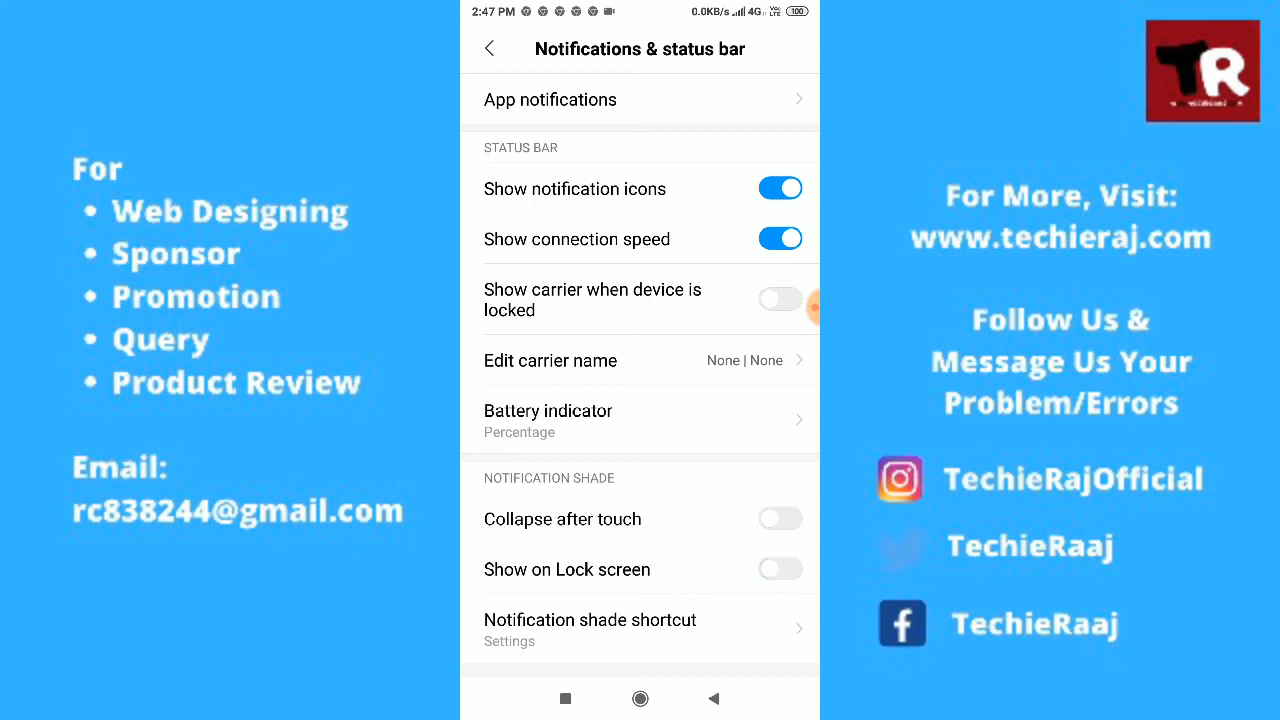 For
• Web Designing
• Sponsor
• Promotion
• Query
• Product Review
Email:
rc838244@gmail.com
2:47 PM
0.0KB/s 4G Vo LTE 100
Notifications & status bar
App notifications
STATUS BAR
Show notification icons
Show connection speed
Show carrier when device is
locked
Edit carrier name None | None
Battery indicator
Percentage
NOTIFICATION SHADE
Collapse after touch
Show on Lock screen
Notification shade shortcut
Settings
TR
For More, Visit:
www.techieraj.com
Follow Us &
Message Us Your
Problem/Errors
TechieRajOfficial
TechieRaaj
TechieRaaj